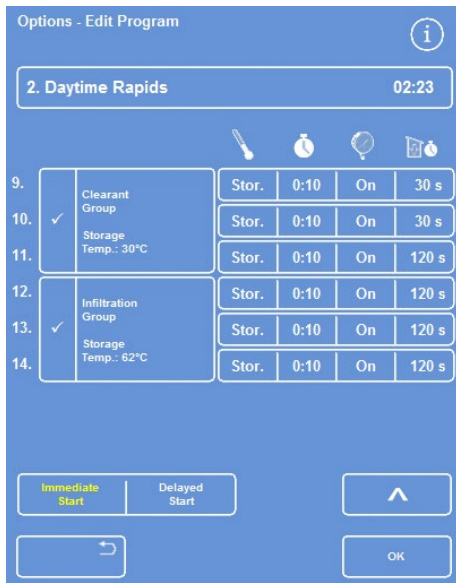 Options - Edit Program
i
2. Daytime Rapids 02:23
9. Stor. 0:10 On 30 s
10. Stor. 0:10 On 30 s
11. Stor. 0:10 On 120 s
Clearant
Group
Storage
Temp.: 30°C
12. Stor. 0:10 On 120 s
13. Stor. 0:10 On 120 s
14. Stor. 0:10 On 120 s
Infiltration
Group
Storage
Temp.: 62°C
Immediate Start
Delayed Start
OK